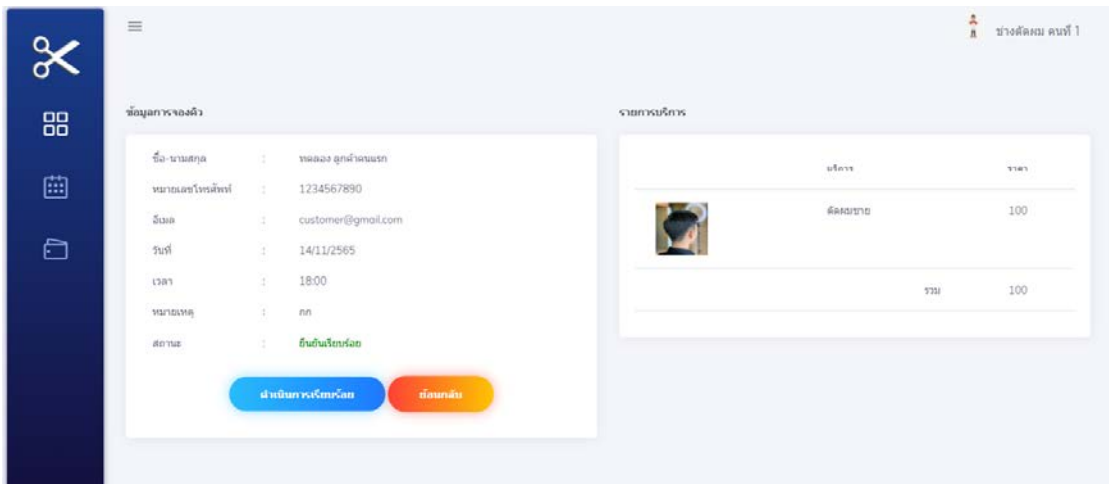 ช่างตัดผม คนที่ 1
ข้อมูลการจองคิว
ชื่อ-นามสกุล : ทดลอง ลูกค้าคนแรก
หมายเลขโทรศัพท์ : 1234567890
อีเมล : customer@gmail.com
วันที่ : 14/11/2565
เวลา : 18:00
หมายเหตุ : กก
สถานะ : ยืนยันเรียบร้อย
ดำเนินการเรียบร้อย
ย้อนกลับ
รายการบริการ
บริการ ราคา
ตัดผมชาย 100
รวม 100